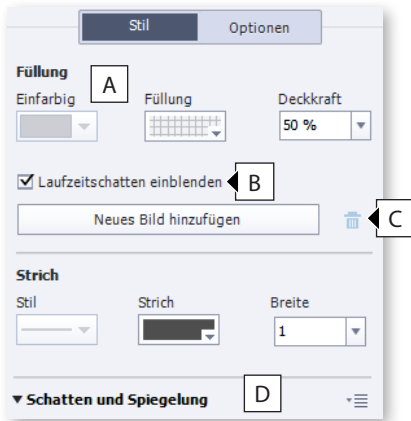 Stil Optionen
Füllung
A
Einfarbig Füllung Deckkraft
50 %
Laufzeitschatten einblenden B
Neues Bild hinzufügen C
Strich
Stil Strich Breite
1
Schatten und Spiegelung D